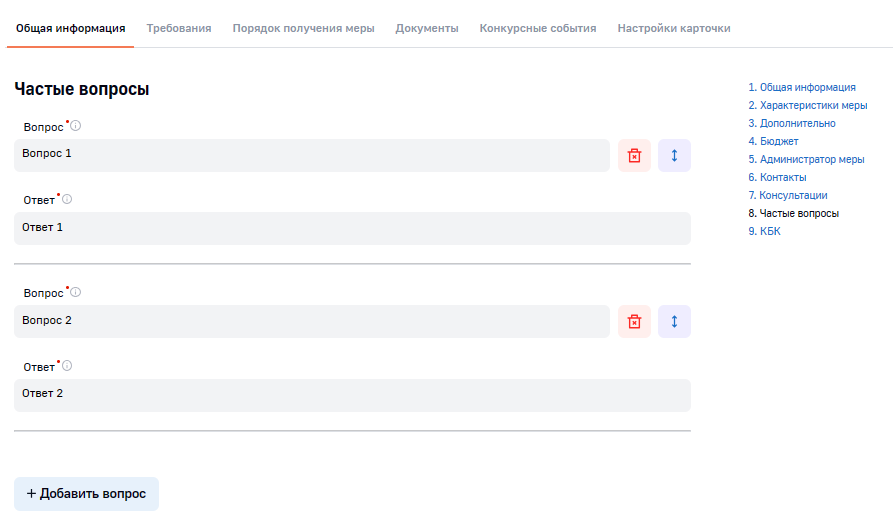 Общая информация Требования Порядок получения меры Документы Конкурсные события Настройки карточки
Частые вопросы
Вопрос
Вопрос 1
Ответ
Ответ 1
Вопрос
Вопрос 2
Ответ
Ответ 2
+ Добавить вопрос
1. Общая информация
2. Характеристики меры
3. Дополнительно
4. Бюджет
5. Администратор меры
6. Контакты
7. Консультации
8. Частые вопросы
9. КБК